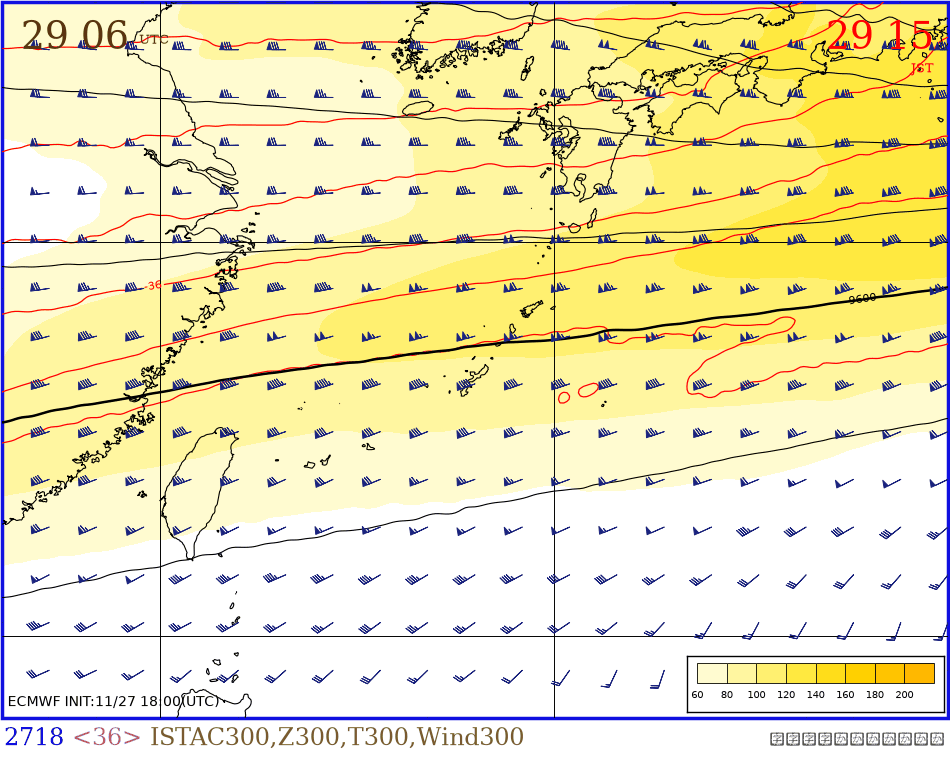 29 06 UTC
29 15 JST
-36
9600
60 80 100 120 140 160 180 200
ECMWF INIT:11/27 18:00(UTC)
2718 <36> ISTAC300,Z300,T300,Wind300